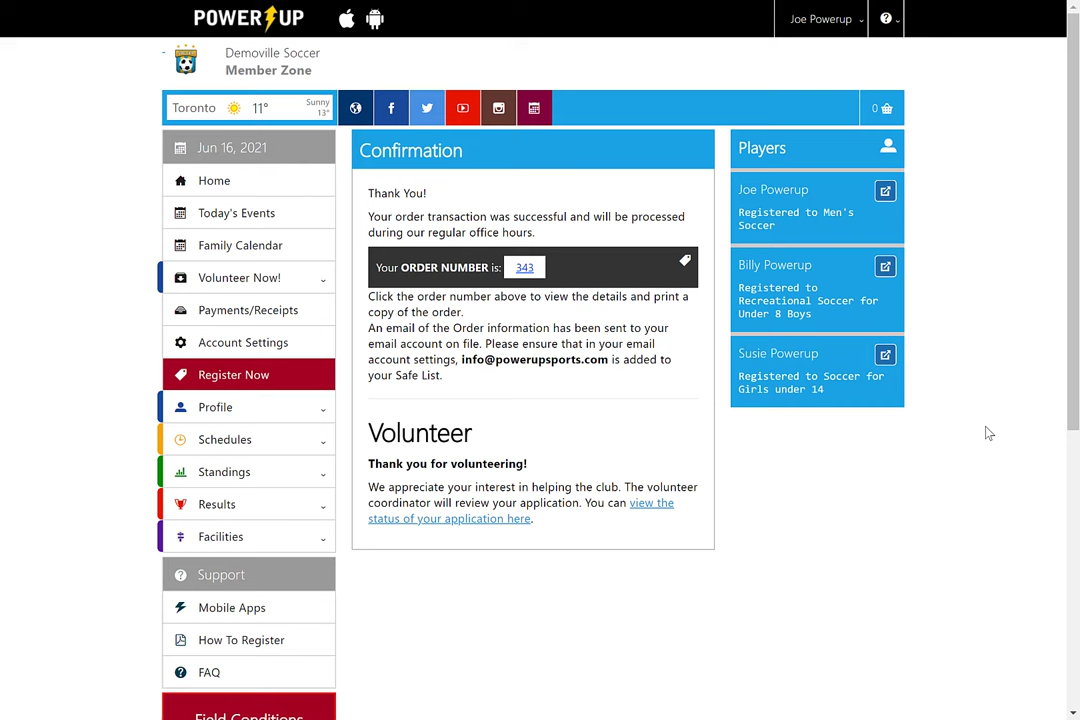 POWER UP
Joe Powerup
Demoville Soccer
Member Zone
Toronto 11° Sunny 13°
0
Jun 16, 2021
Home
Today's Events
Family Calendar
Volunteer Now!
Payments/Receipts
Account Settings
Register Now
Profile
Schedules
Standings
Results
Facilities
Support
Mobile Apps
How To Register
FAQ
Field Conditions
Confirmation
Thank You!
Your order transaction was successful and will be processed
during our regular office hours.
Your ORDER NUMBER is: 343
Click the order number above to view the details and print a
copy of the order.
An email of the Order information has been sent to your
email account on file. Please ensure that in your email
account settings, info@powerupsports.com is added to
your Safe List.
Volunteer
Thank you for volunteering!
We appreciate your interest in helping the club. The volunteer
coordinator will review your application. You can view the
status of your application here.
Players
Joe Powerup
Registered to Men's
Soccer
Billy Powerup
Registered to
Recreational Soccer for
Under 8 Boys
Susie Powerup
Registered to Soccer for
Girls under 14